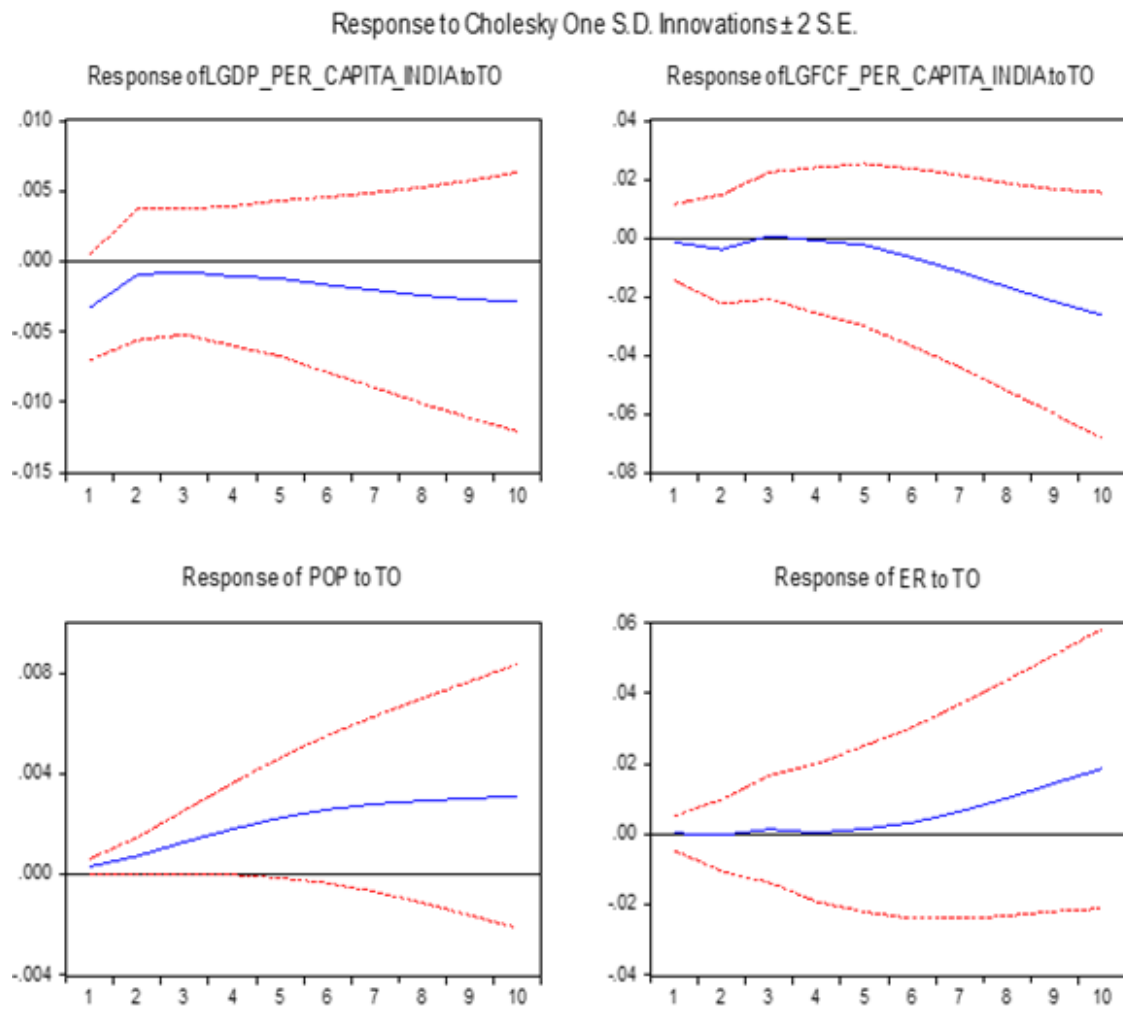 Response to Cholesky One S.D. Innovations ± 2 S.E.
Response of LGDP_PER_CAPITA_INDIA to TO
.010
.005
.000
-.005
-.010
-.015
1 2 3 4 5 6 7 8 9 10
Response of LGFCF_PER_CAPITA_INDIA to TO
.04
.02
.00
-.02
-.04
-.06
-.08
1 2 3 4 5 6 7 8 9 10
Response of POP to TO
.008
.004
.000
-.004
1 2 3 4 5 6 7 8 9 10
Response of ER to TO
.06
.04
.02
.00
-.02
-.04
1 2 3 4 5 6 7 8 9 10